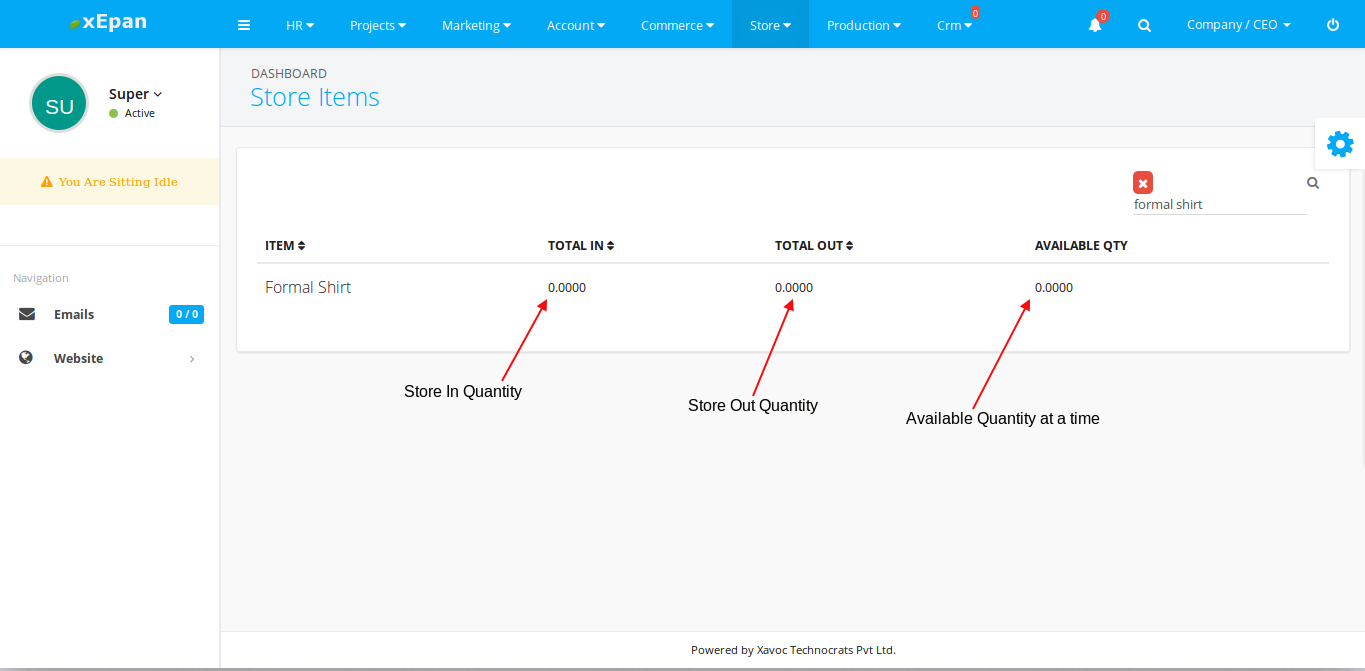 xEpan
HR Projects Marketing Account Commerce Store Production Crm 0 0 Company / CEO
SU
Super
Active
You Are Sitting Idle
Navigation
Emails 0 / 0
Website
DASHBOARD
Store Items
formal shirt
ITEM TOTAL IN TOTAL OUT AVAILABLE QTY
Formal Shirt 0.0000 0.0000 0.0000
Store In Quantity
Store Out Quantity
Available Quantity at a time
Powered by Xavoc Technocrats Pvt Ltd.